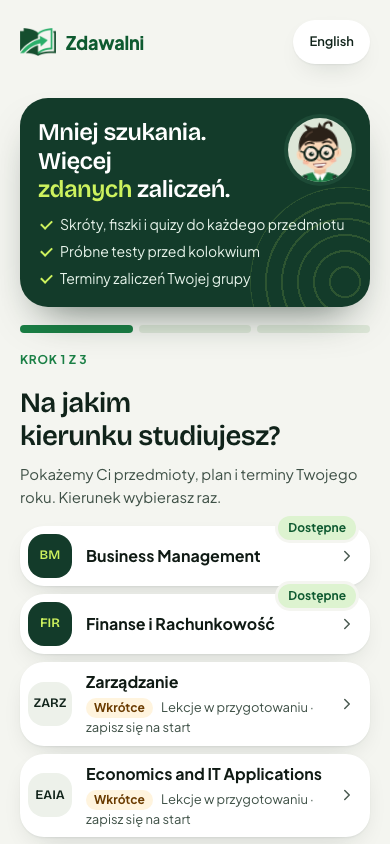 Zdawalni
English
Mniej szukania.
Więcej
zdanych zaliczeń.
Skróty, fiszki i quizy do każdego przedmiotu
Próbne testy przed kolokwium
Terminy zaliczeń Twojej grupy
KROK 1 Z 3
Na jakim
kierunku studiujesz?
Pokażemy Ci przedmioty, plan i terminy Twojego
roku. Kierunek wybierasz raz.
Dostępne
BM
Business Management
Dostępne
FIR
Finanse i Rachunkowość
ZARZ
Zarządzanie
Wkrótce Lekcje w przygotowaniu ·
zapisz się na start
EAIA
Economics and IT Applications
Wkrótce Lekcje w przygotowaniu ·
zapisz się na start